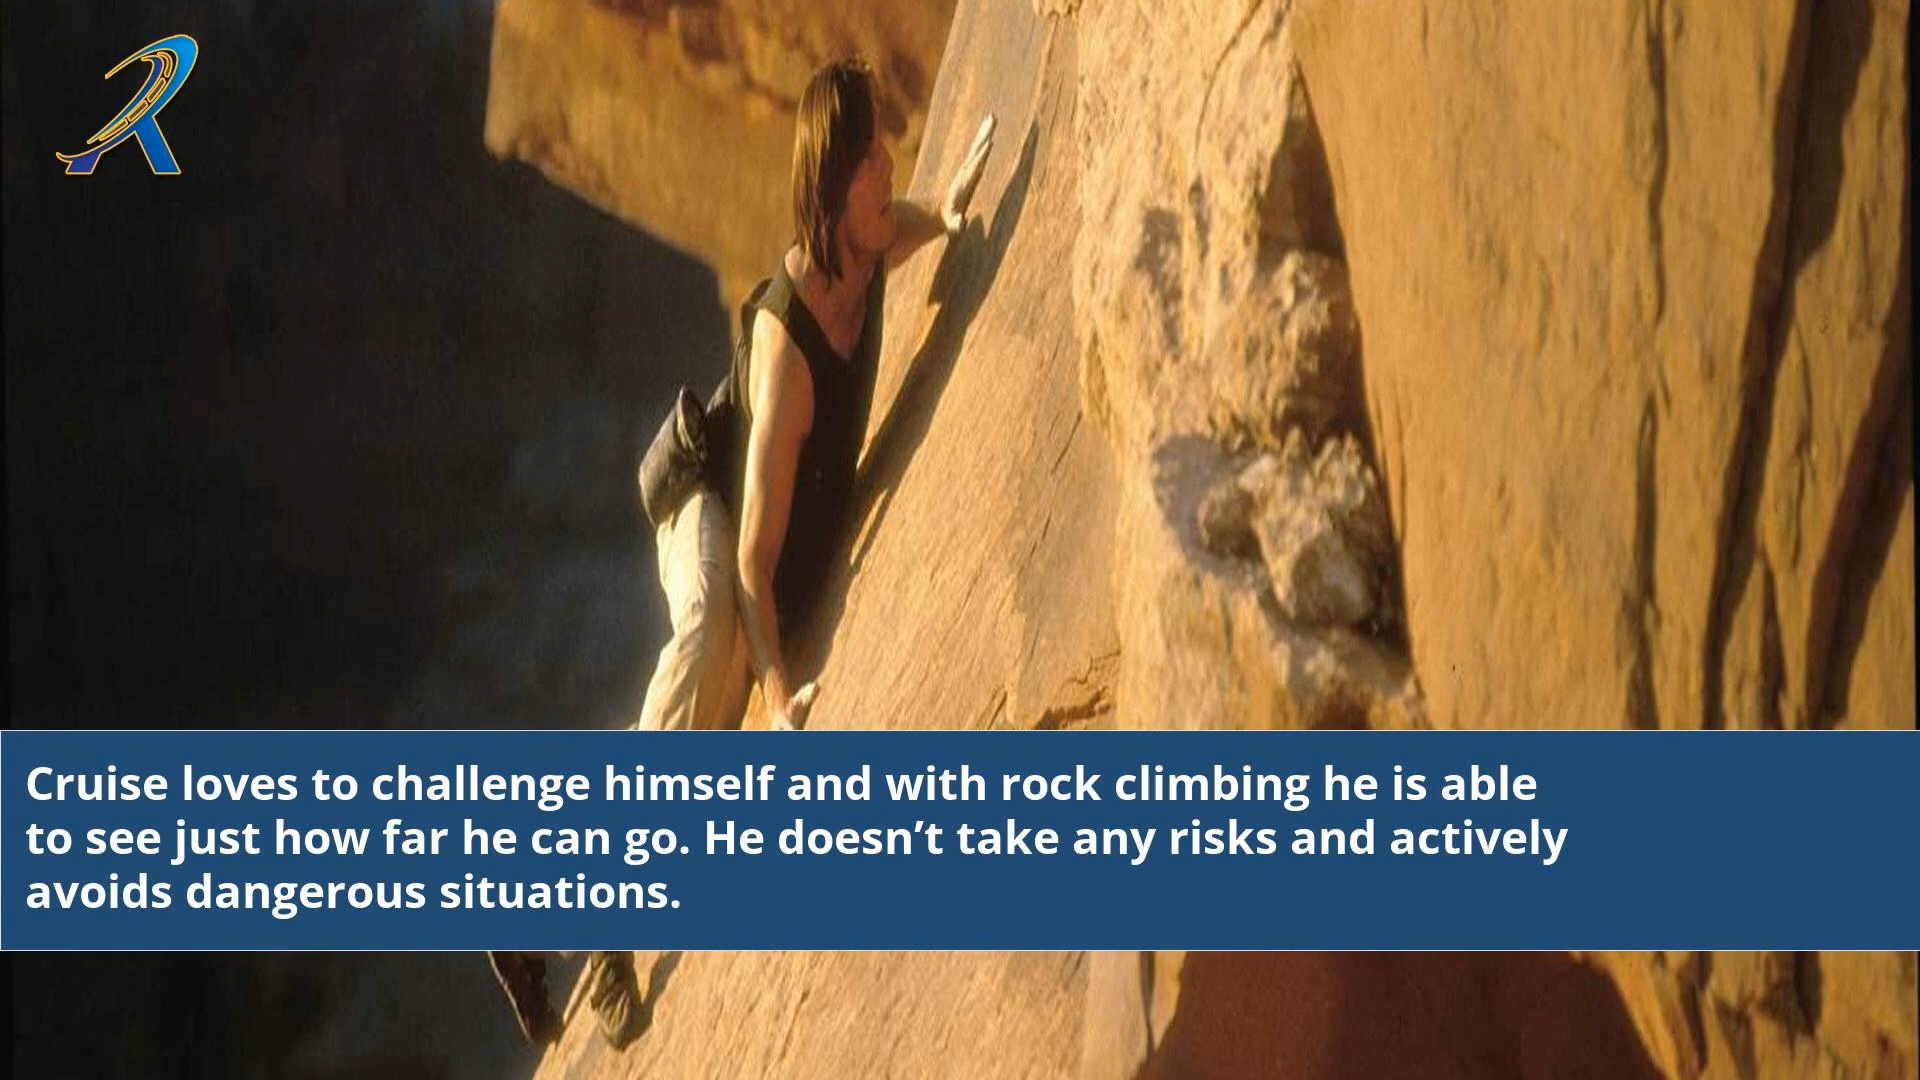 Cruise loves to challenge himself and with rock climbing he is able
to see just how far he can go. He doesn’t take any risks and actively
avoids dangerous situations.